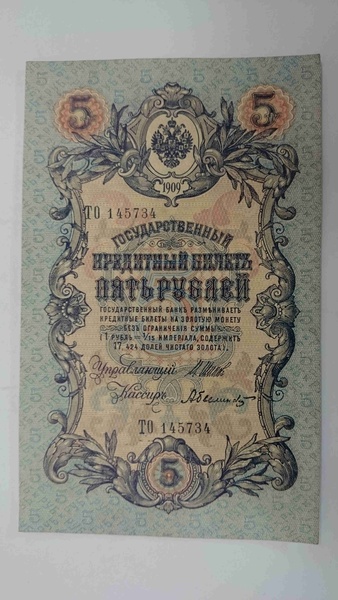 5 5
1909
ТО 145734
ГОСУДАРСТВЕННЫЙ
КРЕДИТНЫЙ БИЛЕТЪ
ПЯТЬ РУБЛЕЙ
ГОСУДАРСТВЕННЫЙ БАНКЪ РАЗМѢНИВАЕТЪ
КРЕДИТНЫЕ БИЛЕТЫ НА ЗОЛОТУЮ МОНЕТУ
БЕЗЪ ОГРАНИЧЕНІЯ СУММЫ
(1 РУБЛЬ = 1/15 ИМПЕРІАЛА, СОДЕРЖИТЪ
17,424 ДОЛЕЙ ЧИСТАГО ЗОЛОТА).
Управляющій
Кассиръ
ТО 145734
5